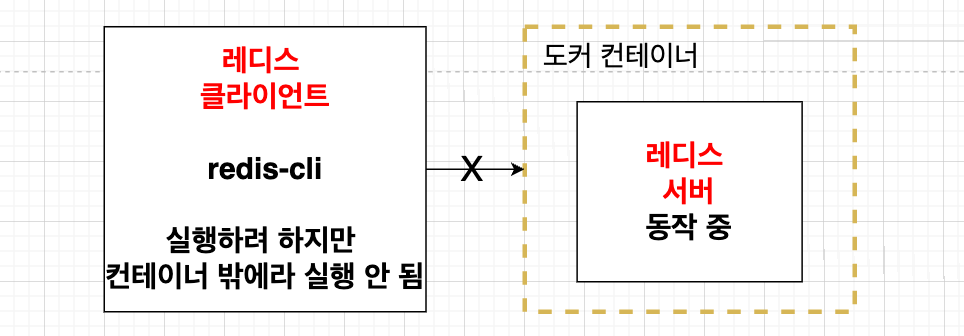 레디스
클라이언트
redis-cli
실행하려 하지만
컨테이너 밖에라 실행 안 됨
X
도커 컨테이너
레디스
서버
동작 중